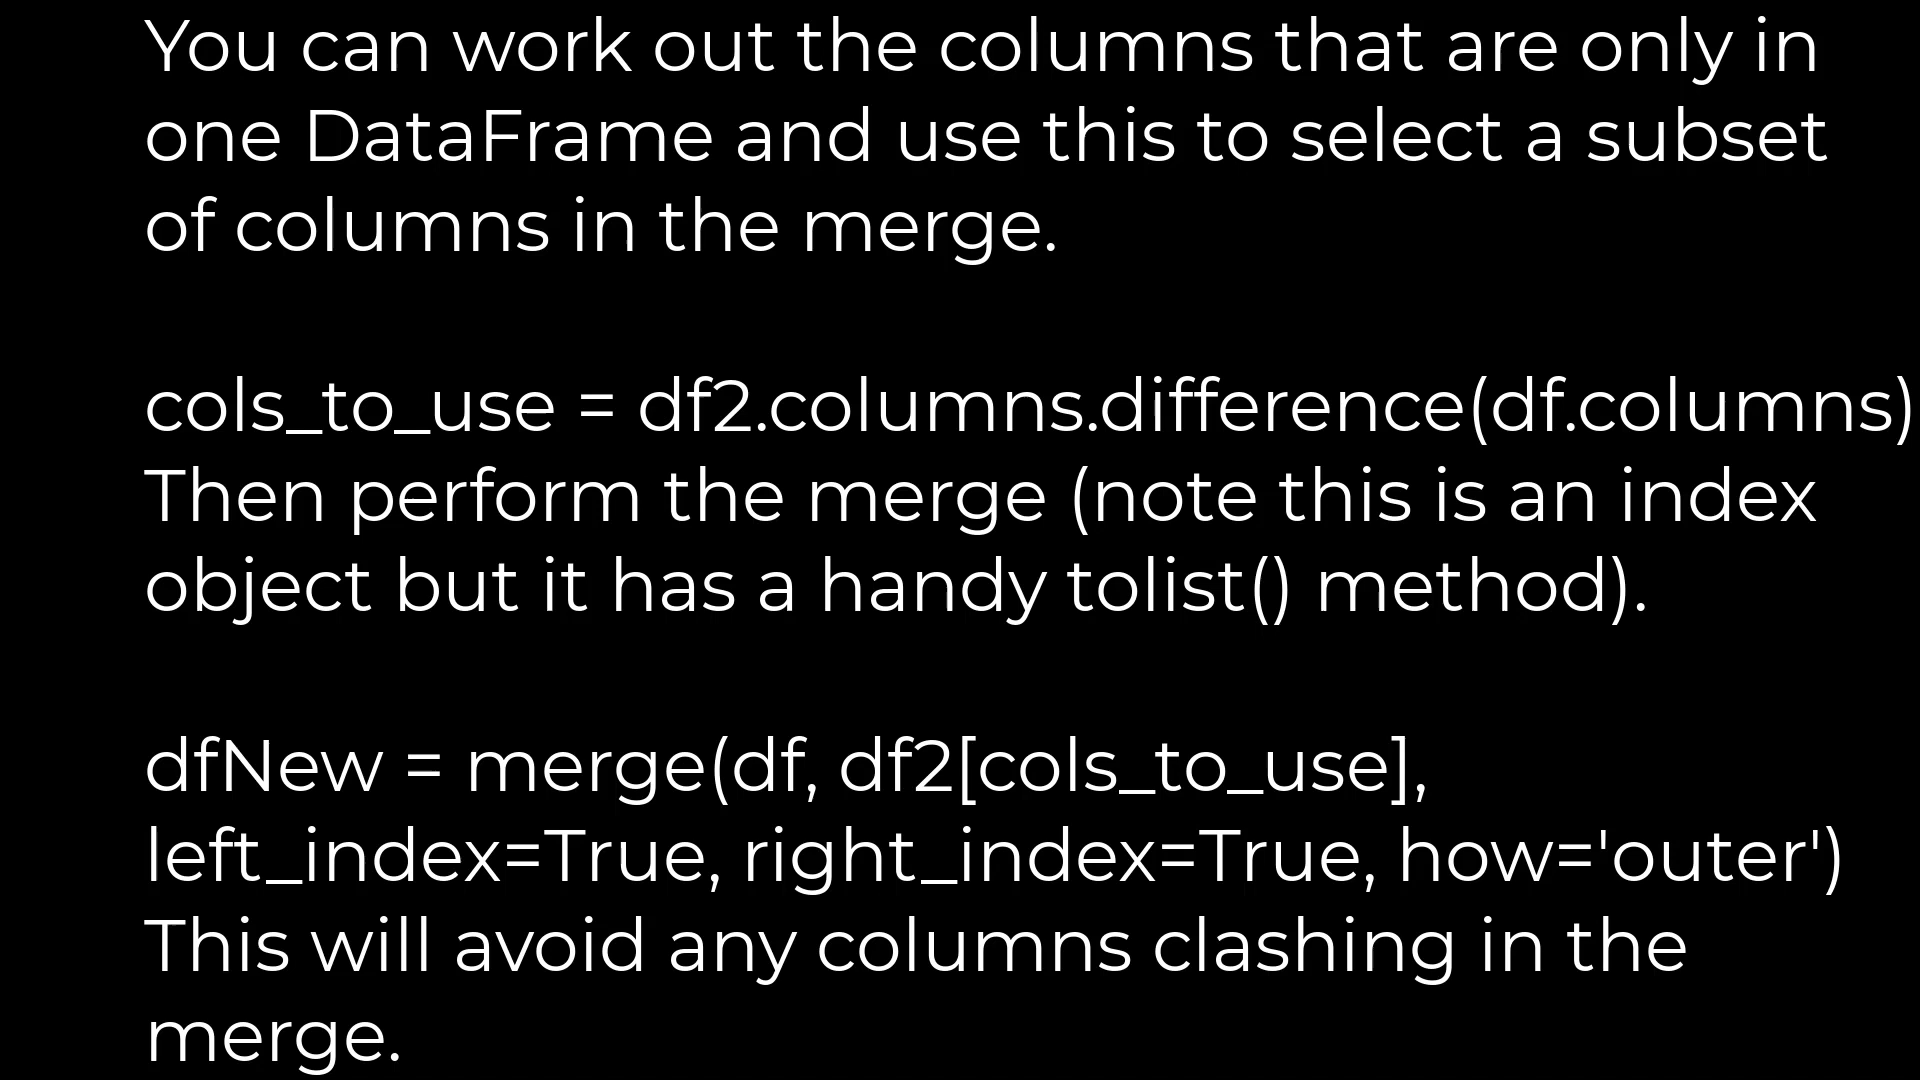 You can work out the columns that are only in
one DataFrame and use this to select a subset
of columns in the merge.
cols_to_use = df2.columns.difference(df.columns)
Then perform the merge (note this is an index
object but it has a handy tolist() method).
dfNew = merge(df, df2[cols_to_use],
left_index=True, right_index=True, how='outer')
This will avoid any columns clashing in the
merge.